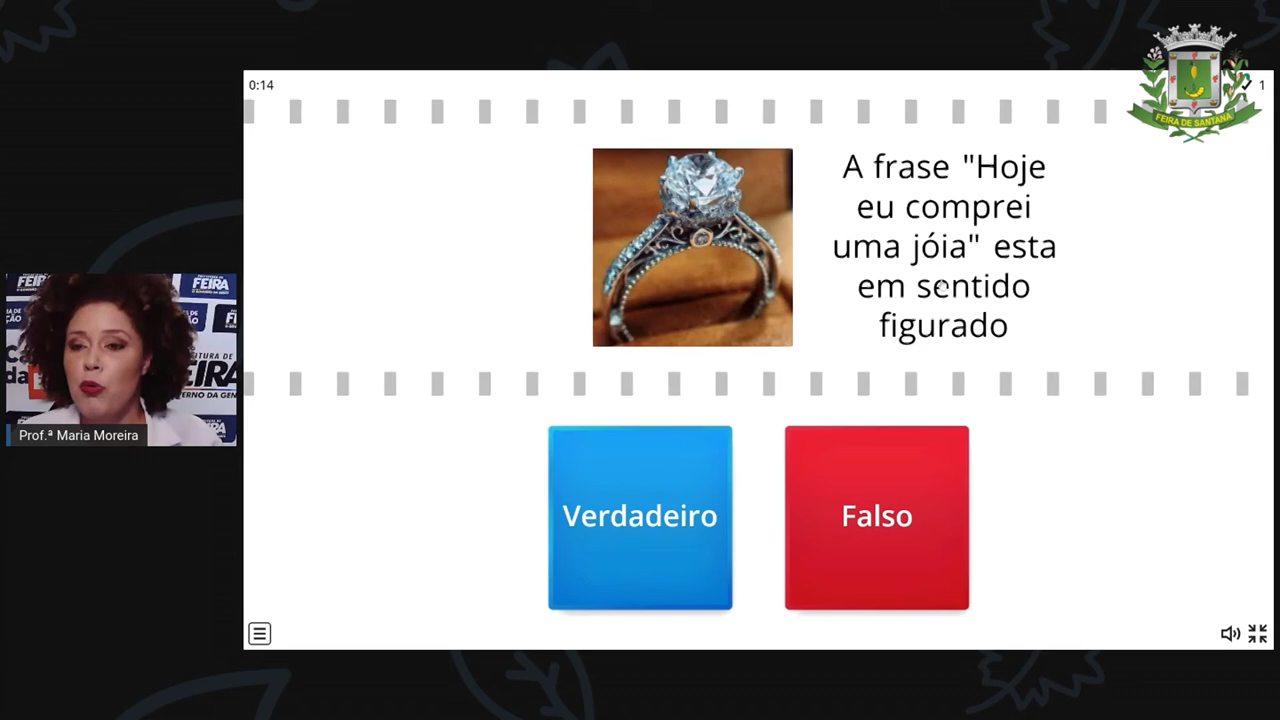 0:14
1
FEIRA DE SANTANA
A frase "Hoje
eu comprei
uma jóia" esta
em sentido
figurado
FEIRA
Prof.ª Maria Moreira
Verdadeiro
Falso